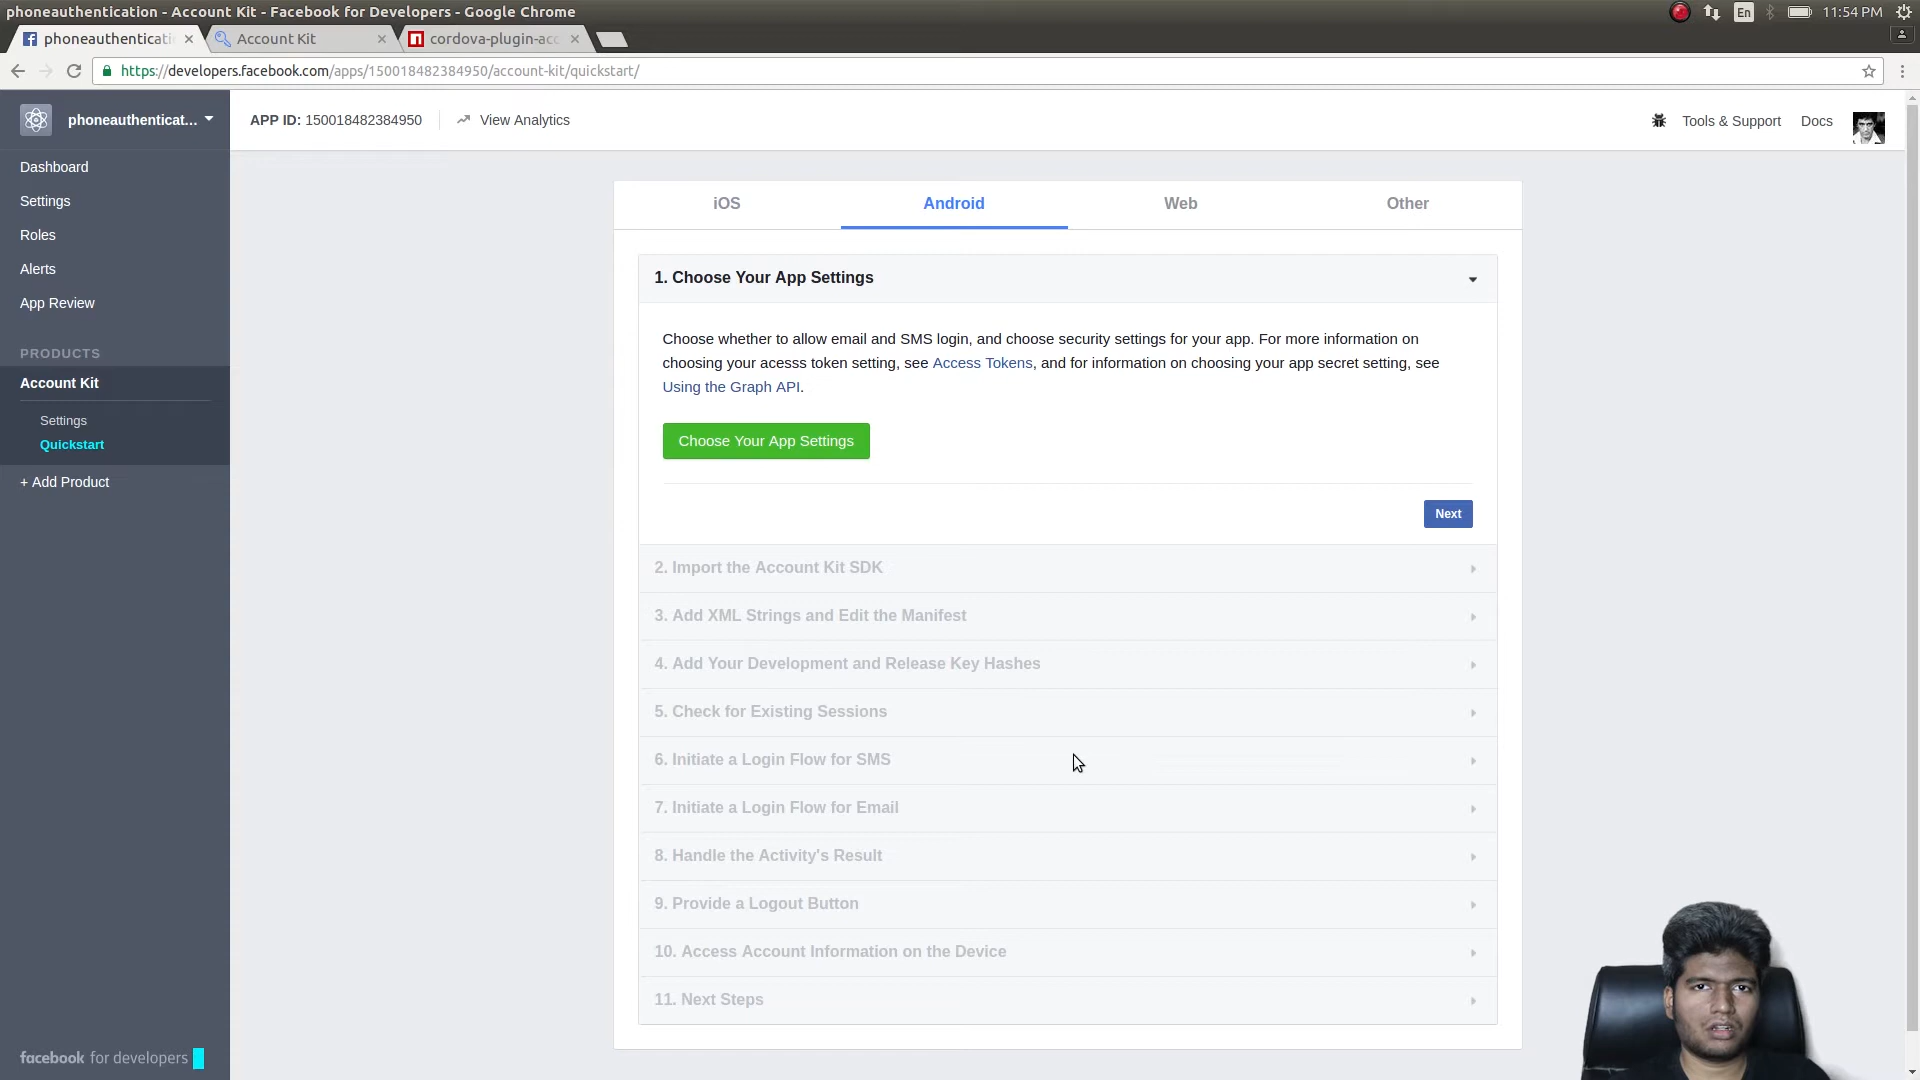 phoneauthentication - Account Kit - Facebook for Developers - Google Chrome
En
11:54 PM
phoneauthenticati
Account Kit
cordova-plugin-acc
https://developers.facebook.com/apps/150018482384950/account-kit/quickstart/
phoneauthenticat...
APP ID: 150018482384950
View Analytics
Tools & Support
Docs
Dashboard
Settings
Roles
Alerts
App Review
PRODUCTS
Account Kit
Settings
Quickstart
+ Add Product
facebook for developers
iOS
Android
Web
Other
1. Choose Your App Settings
Choose whether to allow email and SMS login, and choose security settings for your app. For more information on
choosing your acesss token setting, see Access Tokens, and for information on choosing your app secret setting, see
Using the Graph API.
Choose Your App Settings
Next
2. Import the Account Kit SDK
3. Add XML Strings and Edit the Manifest
4. Add Your Development and Release Key Hashes
5. Check for Existing Sessions
6. Initiate a Login Flow for SMS
7. Initiate a Login Flow for Email
8. Handle the Activity's Result
9. Provide a Logout Button
10. Access Account Information on the Device
11. Next Steps